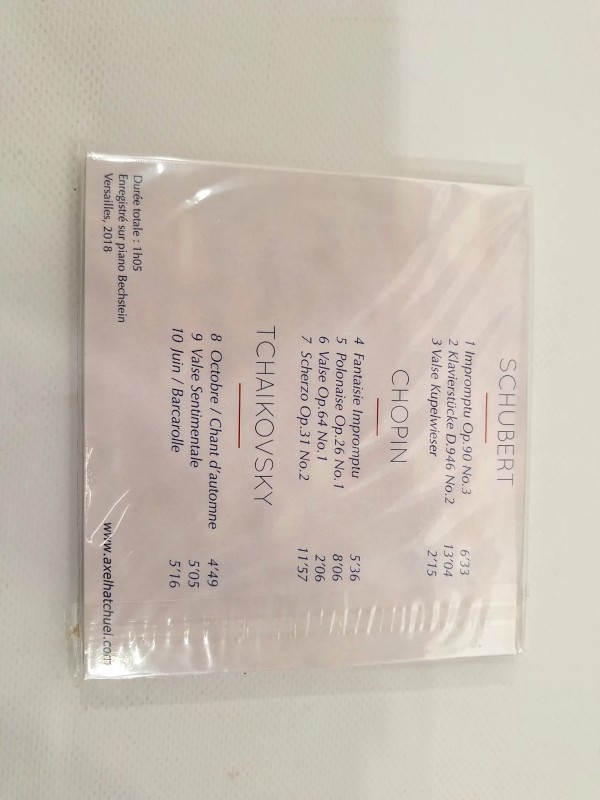 SCHUBERT
1 Impromptu Op.90 No.3 6'33
2 Klavierstücke D.946 No.2 13'04
3 Valse Kupelwieser 2'15
CHOPIN
4 Fantaisie Impromptu 5'36
5 Polonaise Op.26 No.1 8'06
6 Valse Op.64 No.1 2'06
7 Scherzo Op.31 No.2 11'57
TCHAIKOVSKY
8 Octobre / Chant d'automne 4'49
9 Valse Sentimentale 5'05
10 Juin / Barcarolle 5'16
Durée totale : 1h05
Enregistré sur piano Bechstein
Versailles, 2018
www.axelhatchuel.com